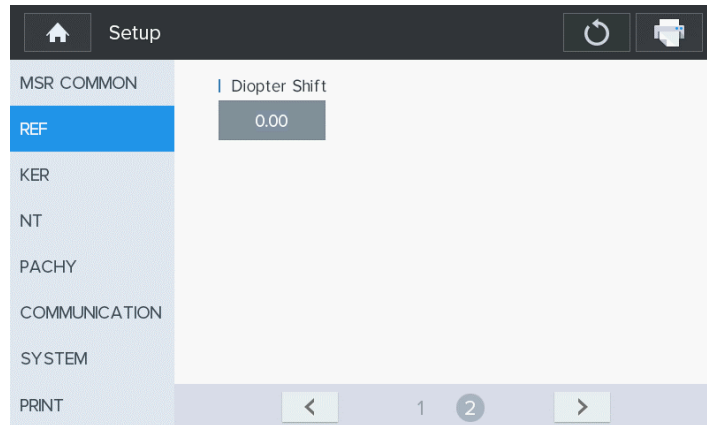 Setup
MSR COMMON
REF
KER
NT
PACHY
COMMUNICATION
SYSTEM
PRINT
Diopter Shift
0.00
1 2